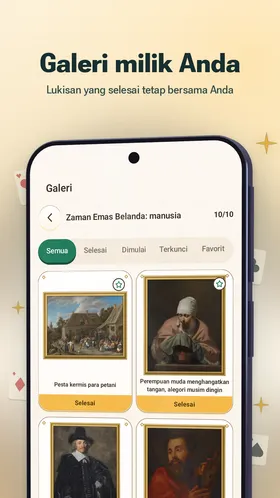 Galeri milik Anda
Lukisan yang selesai tetap bersama Anda
Galeri
Zaman Emas Belanda: manusia 10/10
Semua Selesai Dimulai Terkunci Favorit
Pesta kermis para petani
Selesai
Perempuan muda menghangatkan
tangan, alegori musim dingin
Selesai